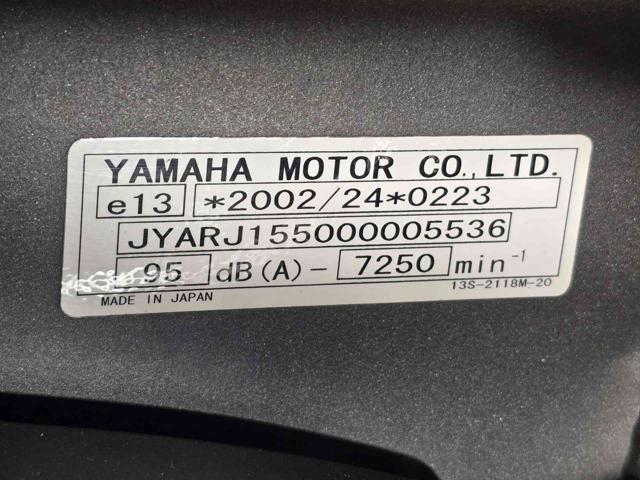 YAMAHA MOTOR CO.,LTD.
e13 *2002/24*0223
JYARJ155000005536
95 dB(A)- 7250 min-1
MADE IN JAPAN 13S-2118M-20